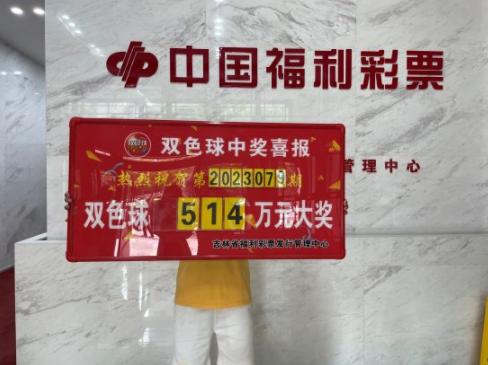 中国福利彩票
管理中心
双色球中奖喜报
热烈祝贺第2023079期
双色球 514 万元大奖
吉林省福利彩票发行管理中心